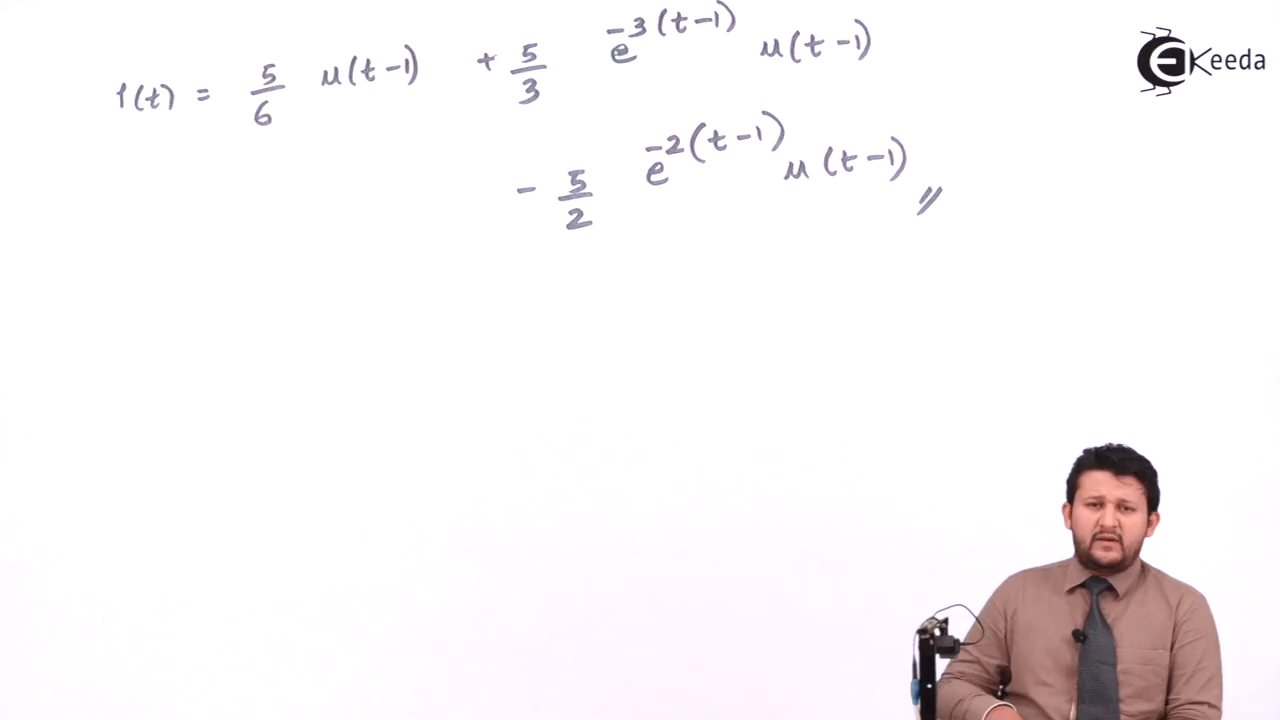 i(t) = 5/6 u(t-1) + 5/3 e^-3(t-1) u(t-1)
- 5/2 e^-2(t-1) u(t-1) //
EKeeda